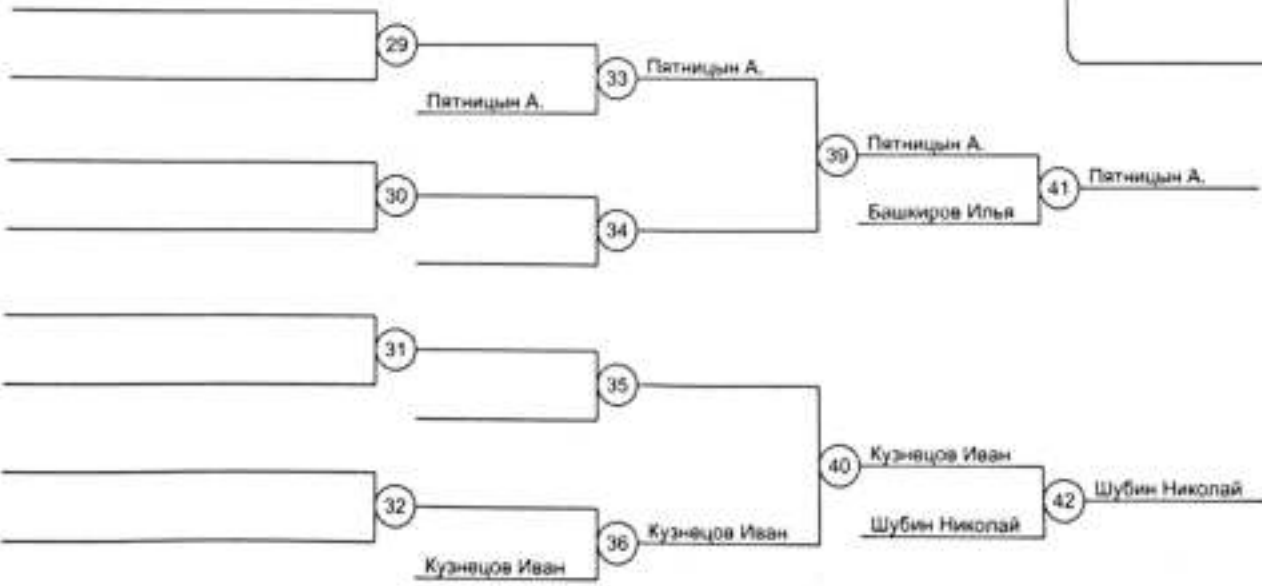 29
33 Пятницын А.
Пятницын А.
39 Пятницын А.
30
41 Пятницын А.
34
Башкиров Илья
31
35
40 Кузнецов Иван
32
42 Шубин Николай
36 Кузнецов Иван
Шубин Николай
Кузнецов Иван